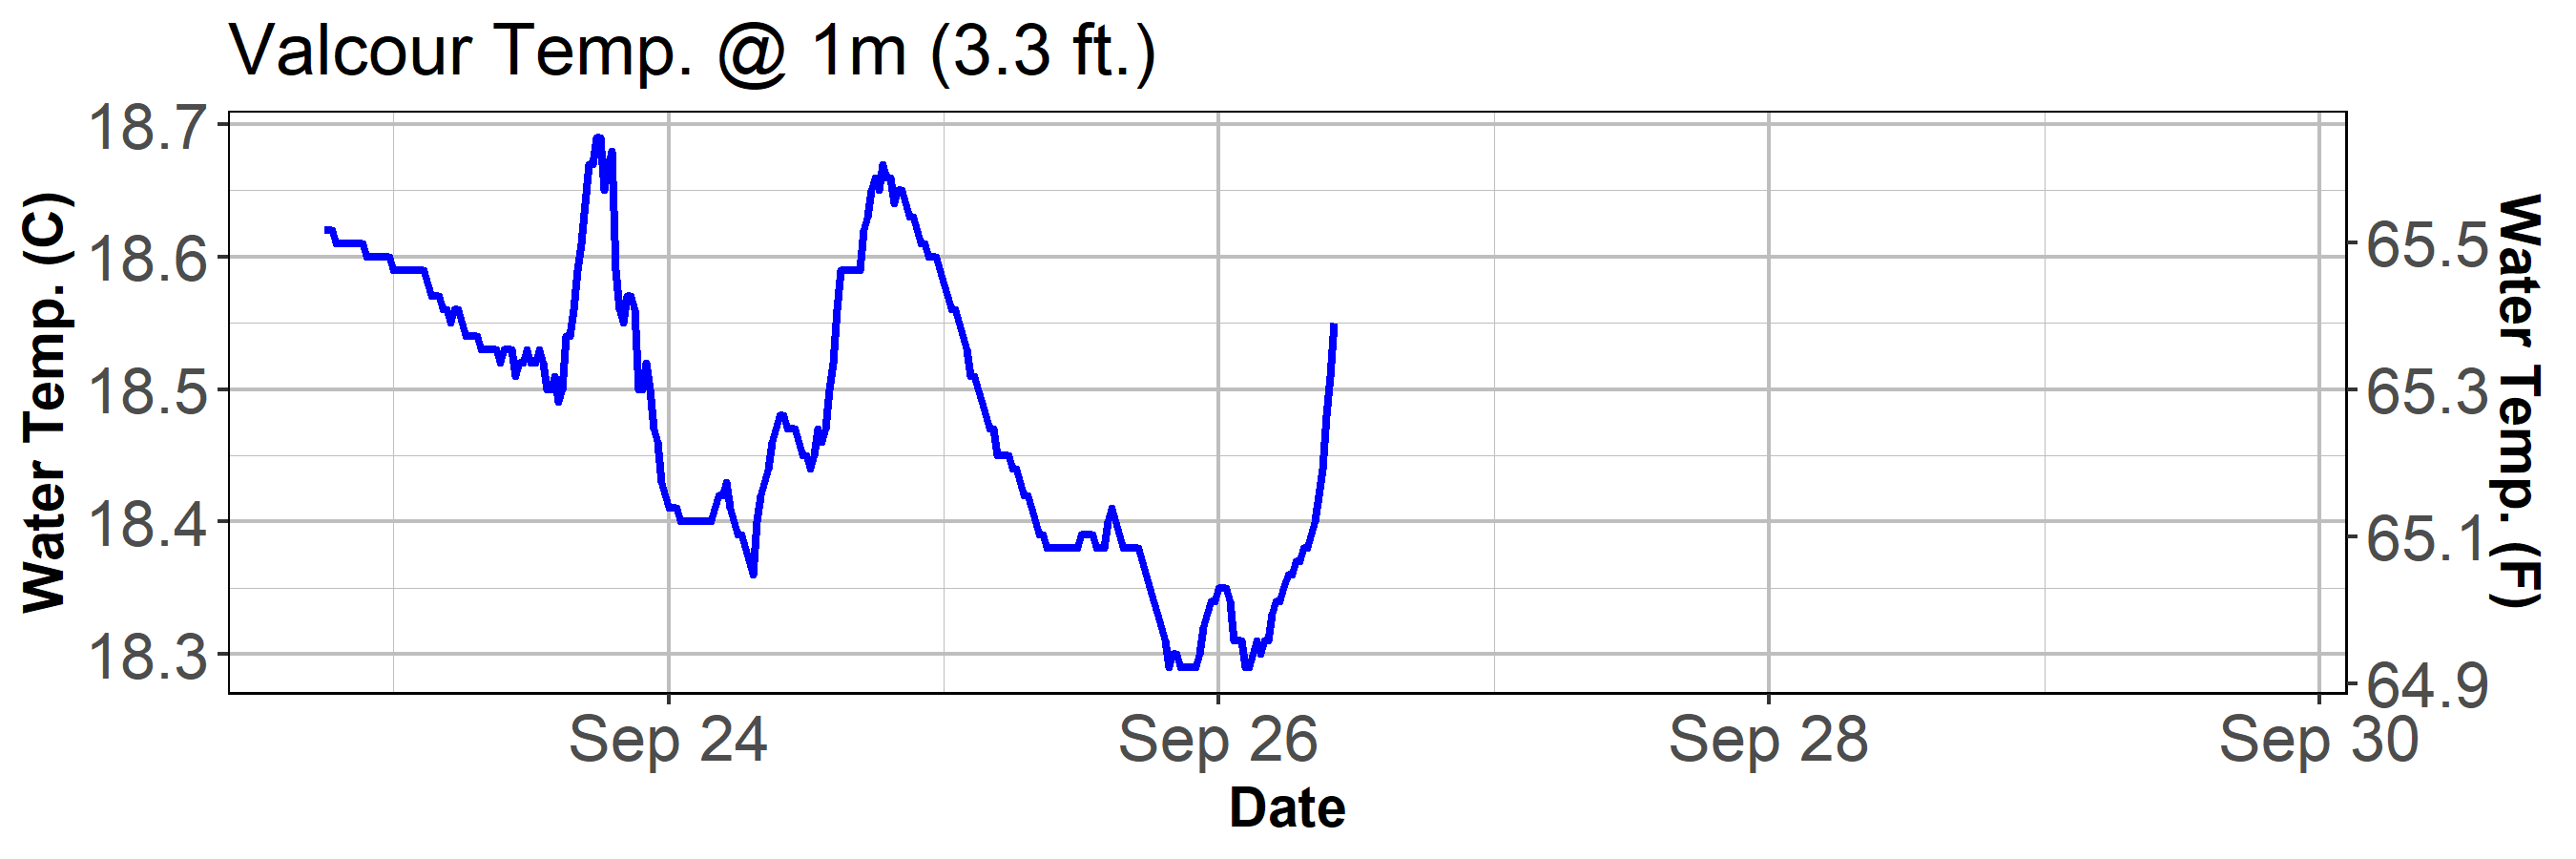 Valcour Temp. @ 1m (3.3 ft.)
Water Temp. (C)
18.7
18.6
18.5
18.4
18.3
65.5
65.3
65.1
64.9
Water Temp. (F)
Sep 24 Sep 26 Sep 28 Sep 30
Date